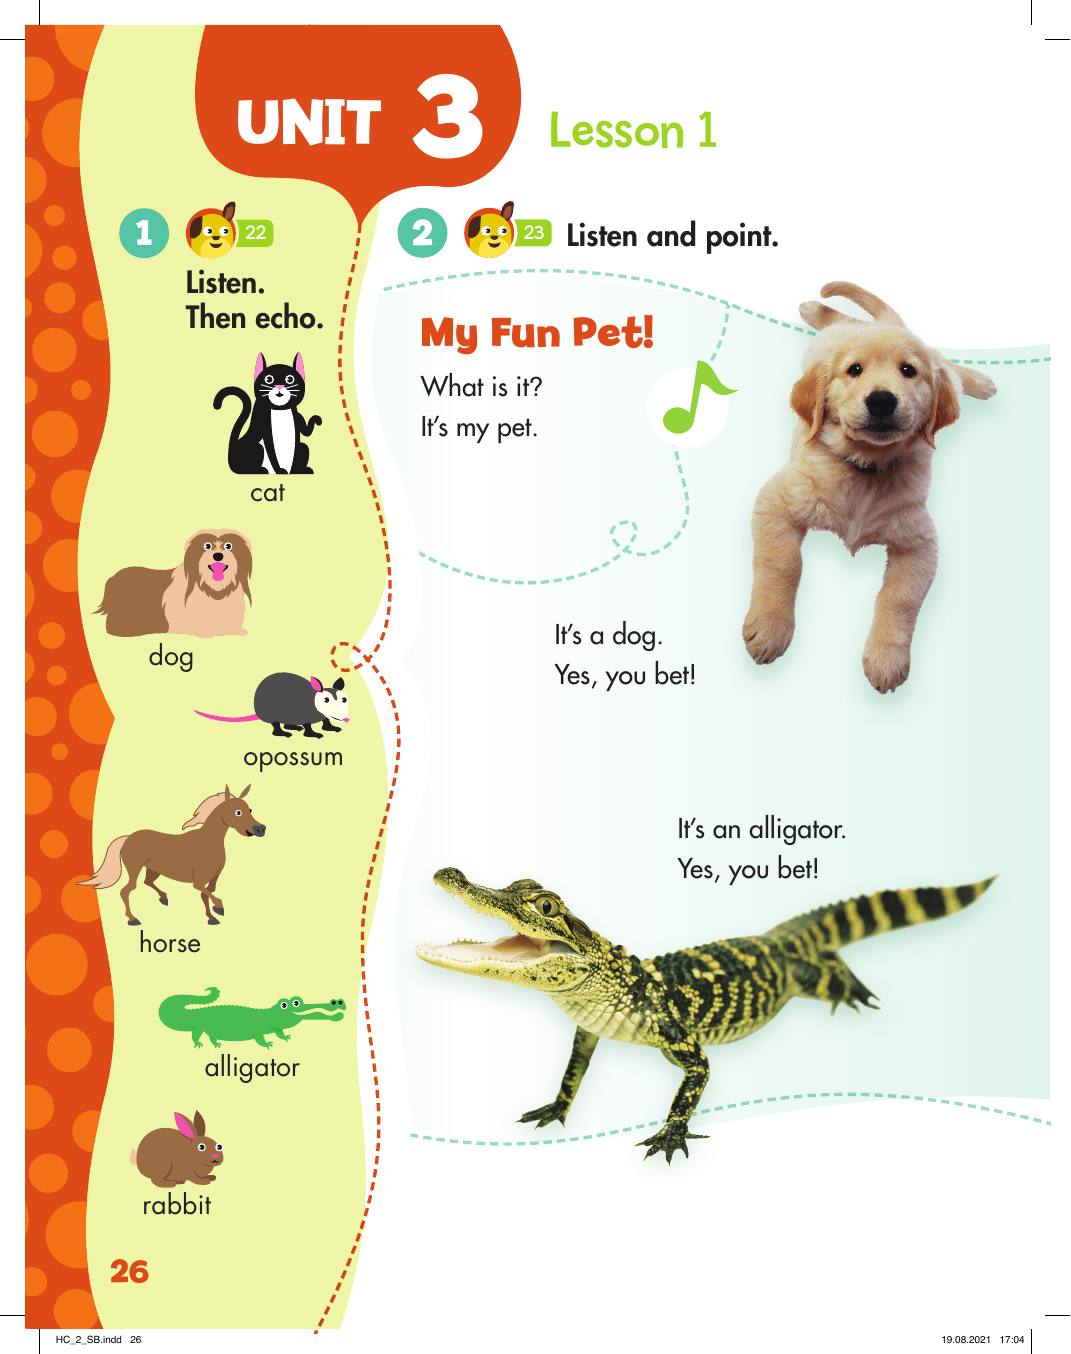 UNIT 3
Lesson 1
1
22
Listen.
Then echo.
cat
dog
opossum
horse
alligator
rabbit
2
23
Listen and point.
My Fun Pet!
What is it?
It's my pet.
It's a dog.
Yes, you bet!
It's an alligator.
Yes, you bet!
26
HC_2_SB.indd 26
19.08.2021 17:04